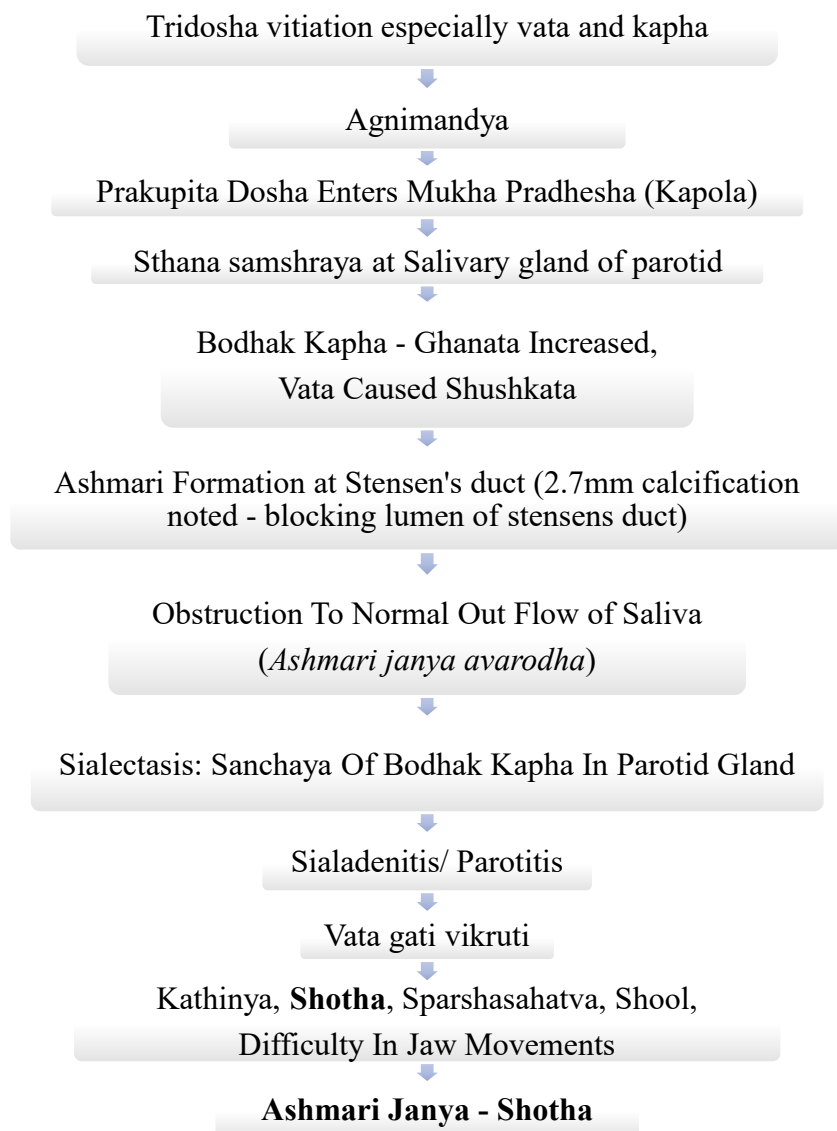 Tridosha vitiation especially vata and kapha
Agnimandya
Prakupita Dosha Enters Mukha Pradhesha (Kapola)
Sthana samshraya at Salivary gland of parotid
Bodhak Kapha - Ghanata Increased,
Vata Caused Shushkata
Ashmari Formation at Stensen's duct (2.7mm calcification
noted - blocking lumen of stensens duct)
Obstruction To Normal Out Flow of Saliva
(Ashmari janya avarodha)
Sialectasis: Sanchaya Of Bodhak Kapha In Parotid Gland
Sialadenitis/ Parotitis
Vata gati vikruti
Kathinya, Shotha, Sparshasahatva, Shool,
Difficulty In Jaw Movements
Ashmari Janya - Shotha